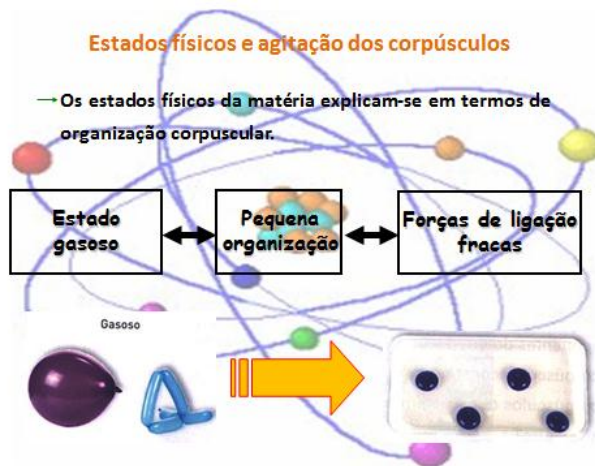 Estados físicos e agitação dos corpúsculos
→ Os estados físicos da matéria explicam-se em termos de
organização corpuscular.
Estado
gasoso
Pequena
organização
Forças de ligação
fracas
Gasoso